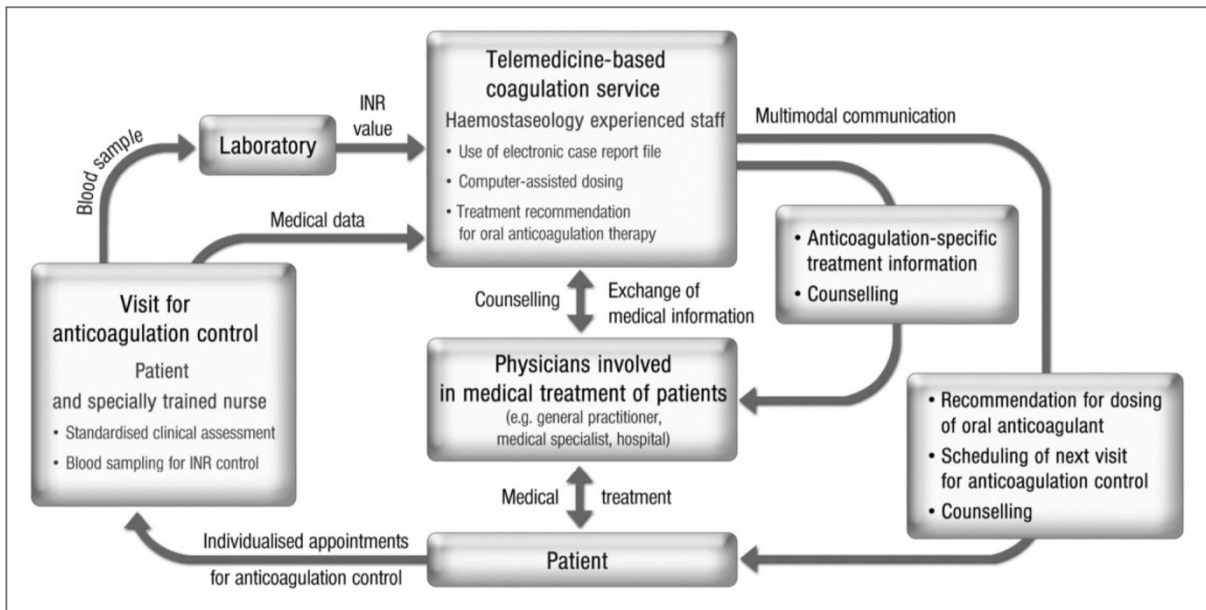 Telemedicine-based
coagulation service
Haemostaseology experienced staff
• Use of electronic case report file
• Computer-assisted dosing
• Treatment recommendation
for oral anticoagulation therapy
INR
value
Laboratory
Blood sample
Medical data
Multimodal communication
• Anticoagulation-specific
treatment information
• Counselling
Visit for
anticoagulation control
Patient
and specially trained nurse
• Standardised clinical assessment
• Blood sampling for INR control
Counselling
Exchange of
medical information
Physicians involved
in medical treatment of patients
(e.g. general practitioner,
medical specialist, hospital)
• Recommendation for dosing
of oral anticoagulant
• Scheduling of next visit
for anticoagulation control
• Counselling
Medical treatment
Patient
Individualised appointments
for anticoagulation control